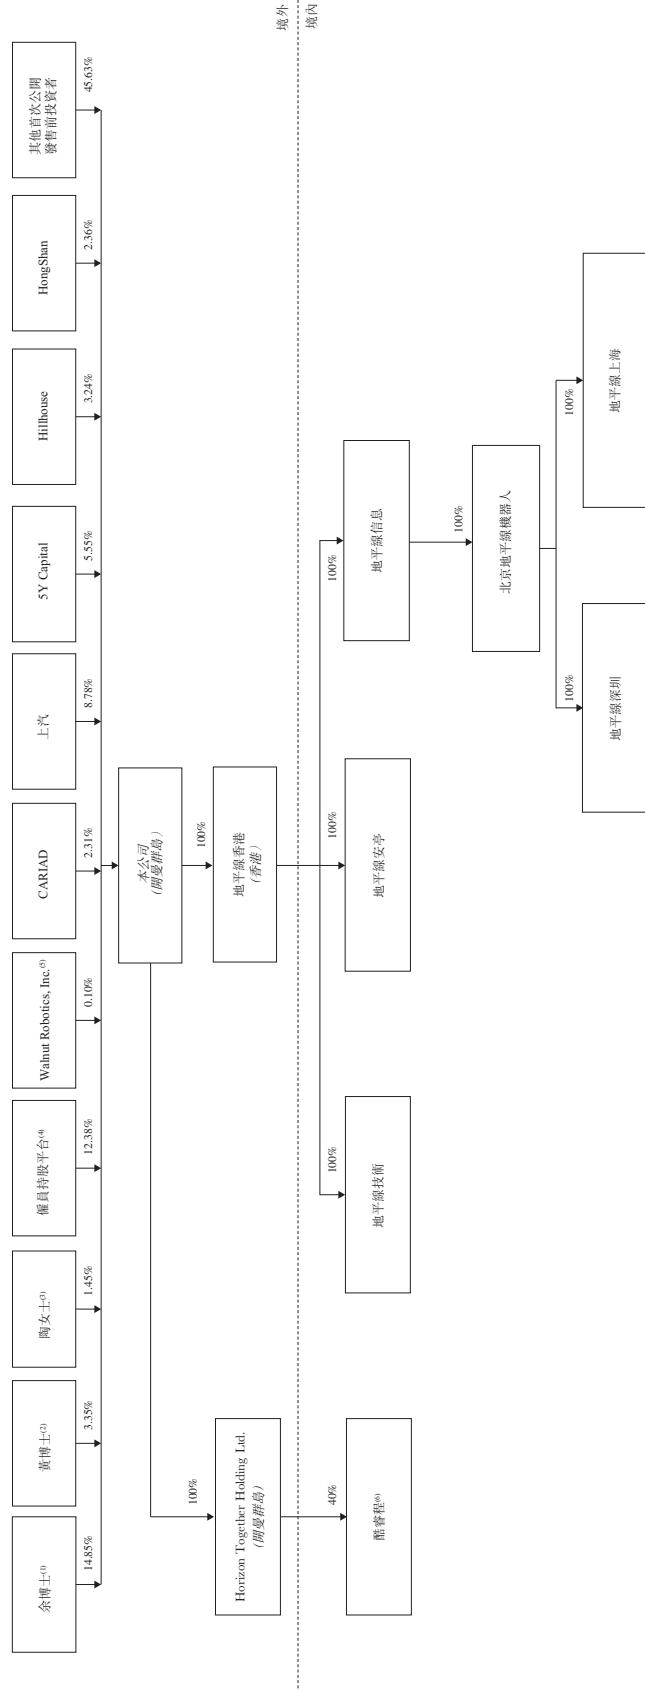 余博士(1)
14.85%
黃博士(2)
3.35%
陶女士(3)
1.45%
僱員持股平台(4)
12.38%
Walnut Robotics, Inc.(5)
0.10%
CARIAD
2.31%
上汽
8.78%
5Y Capital
5.55%
Hillhouse
3.24%
HongShan
2.36%
其他首次公開
發售前投資者
45.63%
本公司
(開曼群島)
100%
100%
Horizon Together Holding Ltd.
(開曼群島)
地平線香港
(香港)
境外
境內
40%
100%
100%
100%
酷睿程(6)
地平線技術
地平線安亭
地平線信息
100%
北京地平線機器人
100%
100%
地平線深圳
地平線上海